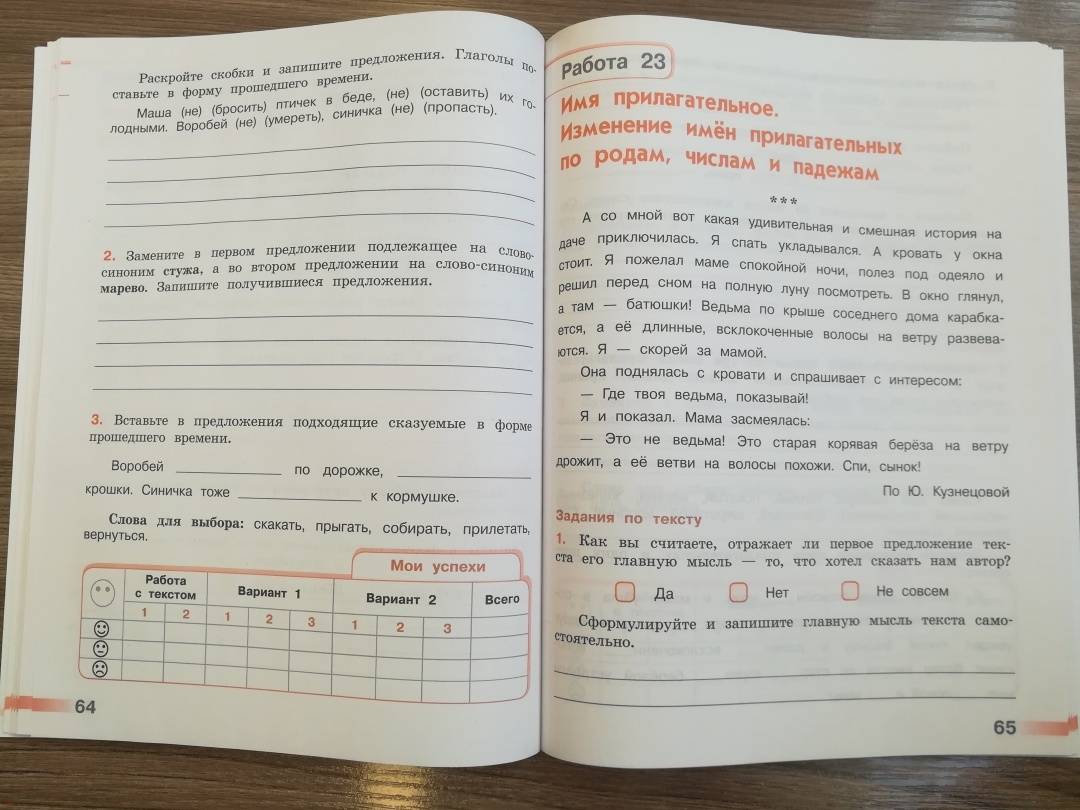 Раскройте скобки и запишите предложения. Глаголы по-
ставьте в форму прошедшего времени.
Маша (не) (бросить) птичек в беде, (не) (оставить) их го-
лодными. Воробей (не) (умереть), синичка (не) (пропасть).
2. Замените в первом предложении подлежащее на слово-
синоним стужа, а во втором предложении на слово-синоним
марево. Запишите получившиеся предложения.
3. Вставьте в предложения подходящие сказуемые в форме
прошедшего времени.
Воробей ____________ по дорожке, ____________
крошки. Синичка тоже ____________ к кормушке.
Слова для выбора: скакать, прыгать, собирать, прилетать,
вернуться.
Мои успехи
Работа с текстом Вариант 1 Вариант 2 Всего
1 2 1 2 3 1 2 3
64
Работа 23
Имя прилагательное.
Изменение имён прилагательных
по родам, числам и падежам
***
А со мной вот какая удивительная и смешная история на
даче приключилась. Я спать укладывался. А кровать у окна
стоит. Я пожелал маме спокойной ночи, полез под одеяло и
решил перед сном на полную луну посмотреть. В окно глянул,
а там — батюшки! Ведьма по крыше соседнего дома карабка-
ется, а её длинные, всклокоченные волосы на ветру развева-
ются. Я — скорей за мамой.
Она поднялась с кровати и спрашивает с интересом:
— Где твоя ведьма, показывай!
Я и показал. Мама засмеялась:
— Это не ведьма! Это старая корявая берёза на ветру
дрожит, а её ветви на волосы похожи. Спи, сынок!
По Ю. Кузнецовой
Задания по тексту
1. Как вы считаете, отражает ли первое предложение тек-
ста его главную мысль — то, что хотел сказать нам автор?
Да Нет Не совсем
Сформулируйте и запишите главную мысль текста само-
стоятельно.
65